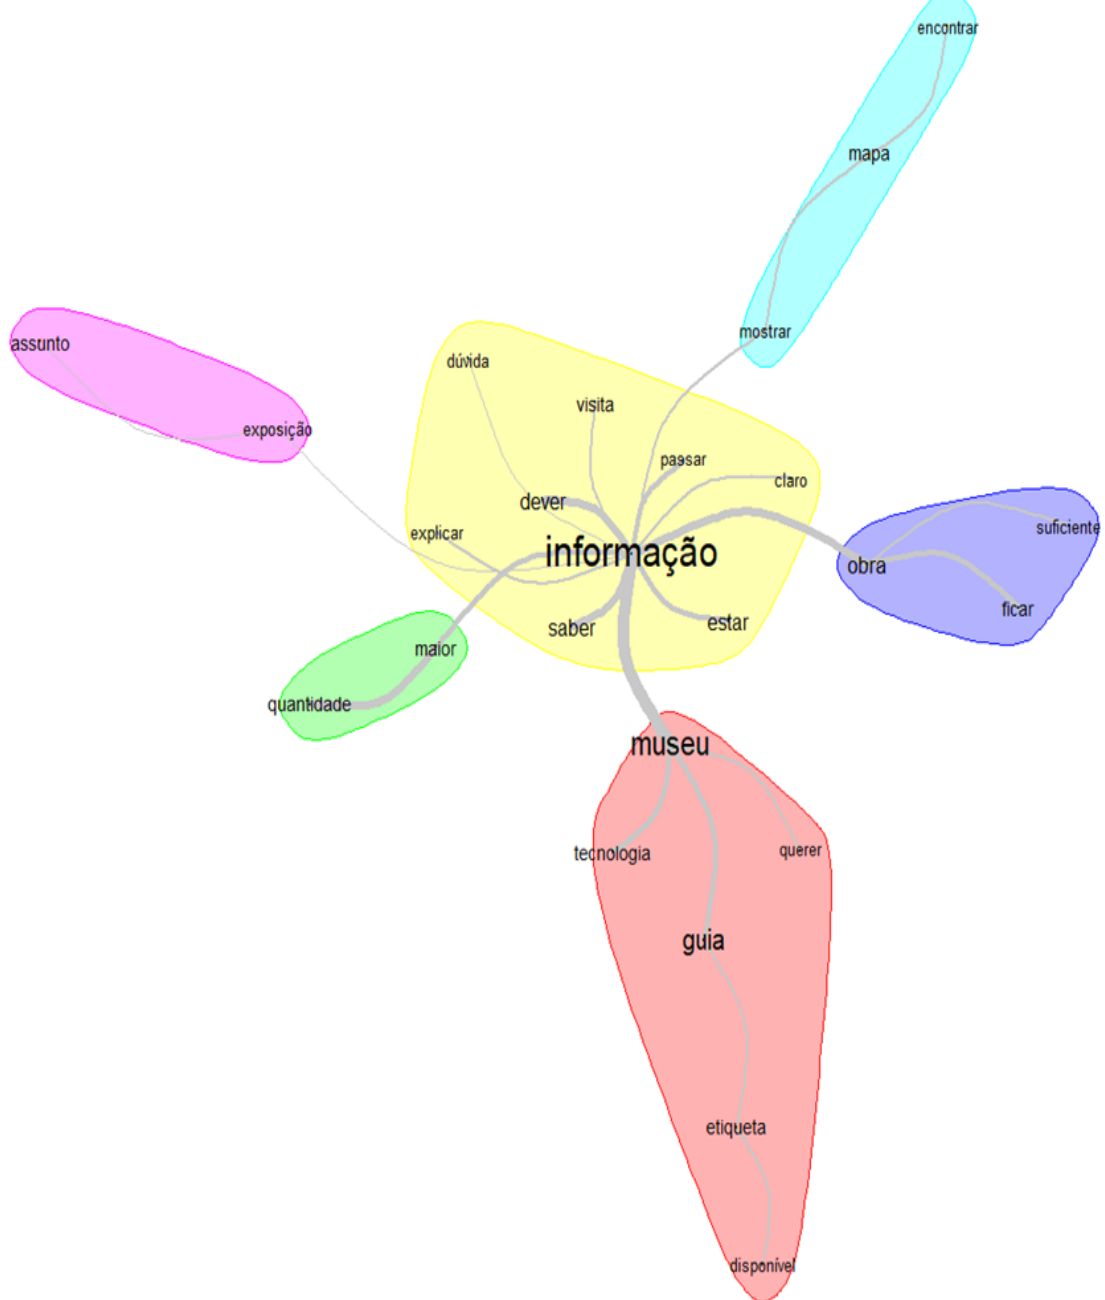 encontrar
mapa
mostrar
assunto
dúvida
visita
exposição
passar
claro
dever
suficiente
explicar
informação
obra
ficar
saber
estar
maior
quantidade
museu
tecnologia
querer
guia
etiqueta
disponível